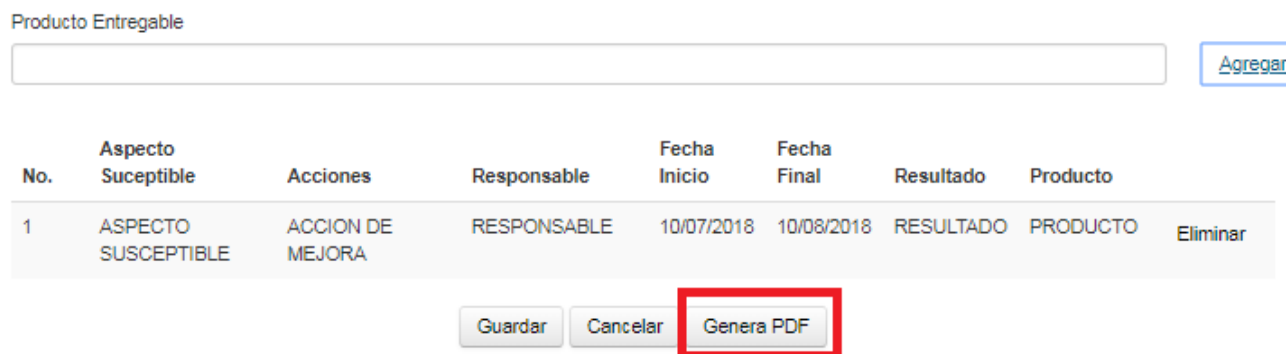 Producto Entregable
Agregar
No. Aspecto Suceptible Acciones Responsable Fecha Inicio Fecha Final Resultado Producto
1 ASPECTO SUSCEPTIBLE ACCION DE MEJORA RESPONSABLE 10/07/2018 10/08/2018 RESULTADO PRODUCTO Eliminar
Guardar Cancelar Genera PDF